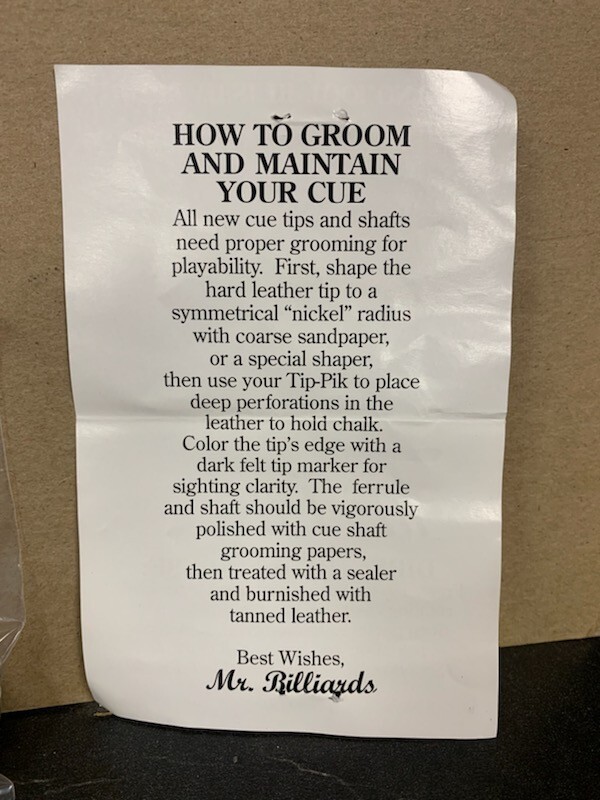 HOW TO GROOM
AND MAINTAIN
YOUR CUE
All new cue tips and shafts
need proper grooming for
playability. First, shape the
hard leather tip to a
symmetrical “nickel” radius
with coarse sandpaper,
or a special shaper,
then use your Tip-Pik to place
deep perforations in the
leather to hold chalk.
Color the tip’s edge with a
dark felt tip marker for
sighting clarity. The ferrule
and shaft should be vigorously
polished with cue shaft
grooming papers,
then treated with a sealer
and burnished with
tanned leather.
Best Wishes,
Mr. Billiards